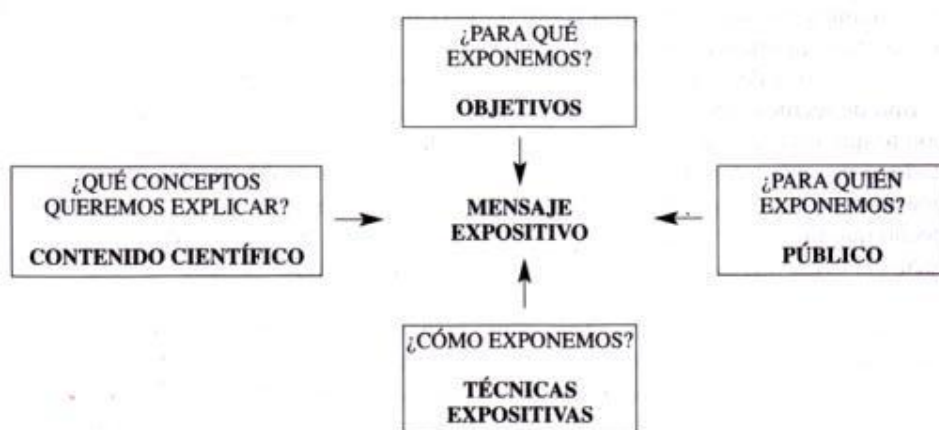 ¿PARA QUÉ
EXPONEMOS?
OBJETIVOS
¿QUÉ CONCEPTOS
QUEREMOS EXPLICAR?
CONTENIDO CIENTÍFICO
MENSAJE
EXPOSITIVO
¿PARA QUIÉN
EXPONEMOS?
PÚBLICO
¿CÓMO EXPONEMOS?
TÉCNICAS
EXPOSITIVAS